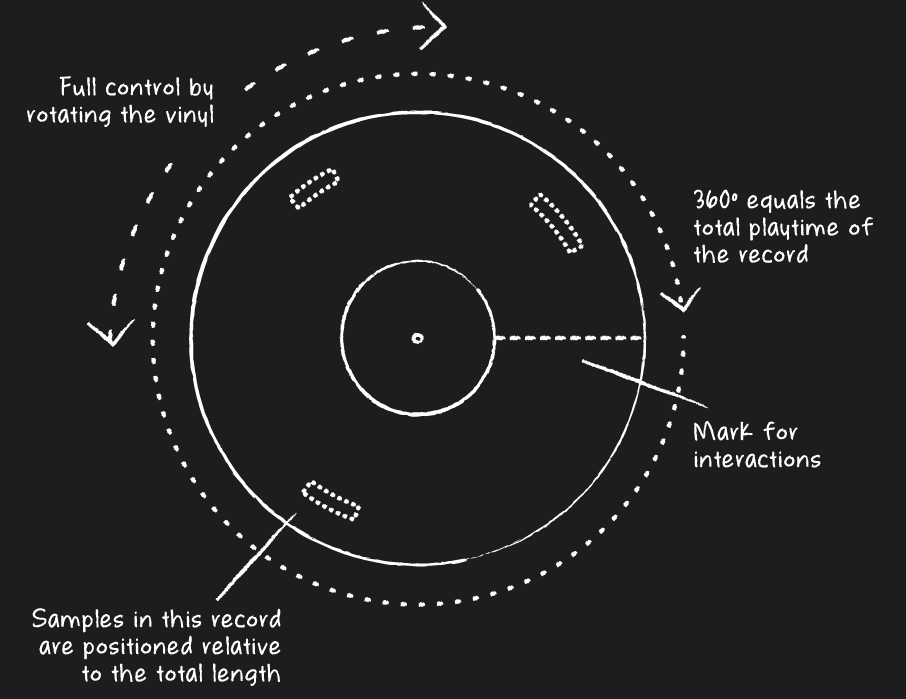 Full control by
rotating the vinyl
360° equals the
total playtime of
the record
Mark for
interactions
Samples in this record
are positioned relative
to the total length